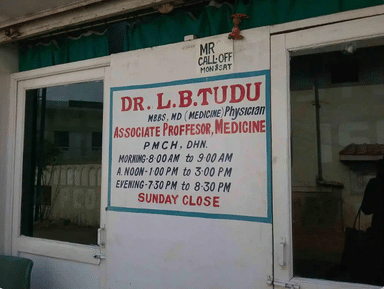 MR
CALL-OFF
MON & SAT
DR. L.B. TUDU
MBBS, MD (MEDICINE) Physician
ASSOCIATE PROFFESOR, MEDICINE
PMCH, DHN.
MORNING-8:00 AM to 9:00 AM
A. NOON-1:00 PM to 3:00 PM
EVENING-7:30 PM to 8:30 PM
SUNDAY CLOSE